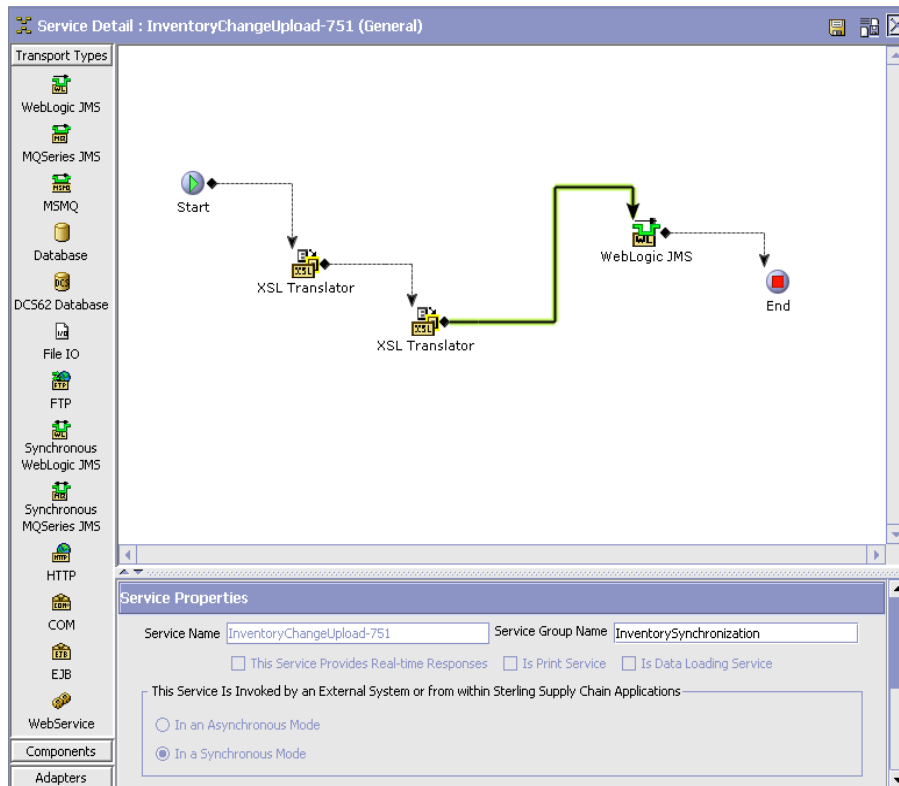 Service Detail : InventoryChangeUpload-751 (General)
Transport Types
WebLogic JMS
MQSeries JMS
MSMQ
Database
DCS62 Database
File IO
FTP
Synchronous
WebLogic JMS
Synchronous
MQSeries JMS
HTTP
COM
EJB
WebService
Components
Adapters
Start
XSL Translator
XSL Translator
WebLogic JMS
End
Service Properties
Service Name InventoryChangeUpload-751 Service Group Name InventorySynchronization
This Service Provides Real-time Responses Is Print Service Is Data Loading Service
This Service Is Invoked by an External System or from within Sterling Supply Chain Applications
In an Asynchronous Mode
In a Synchronous Mode